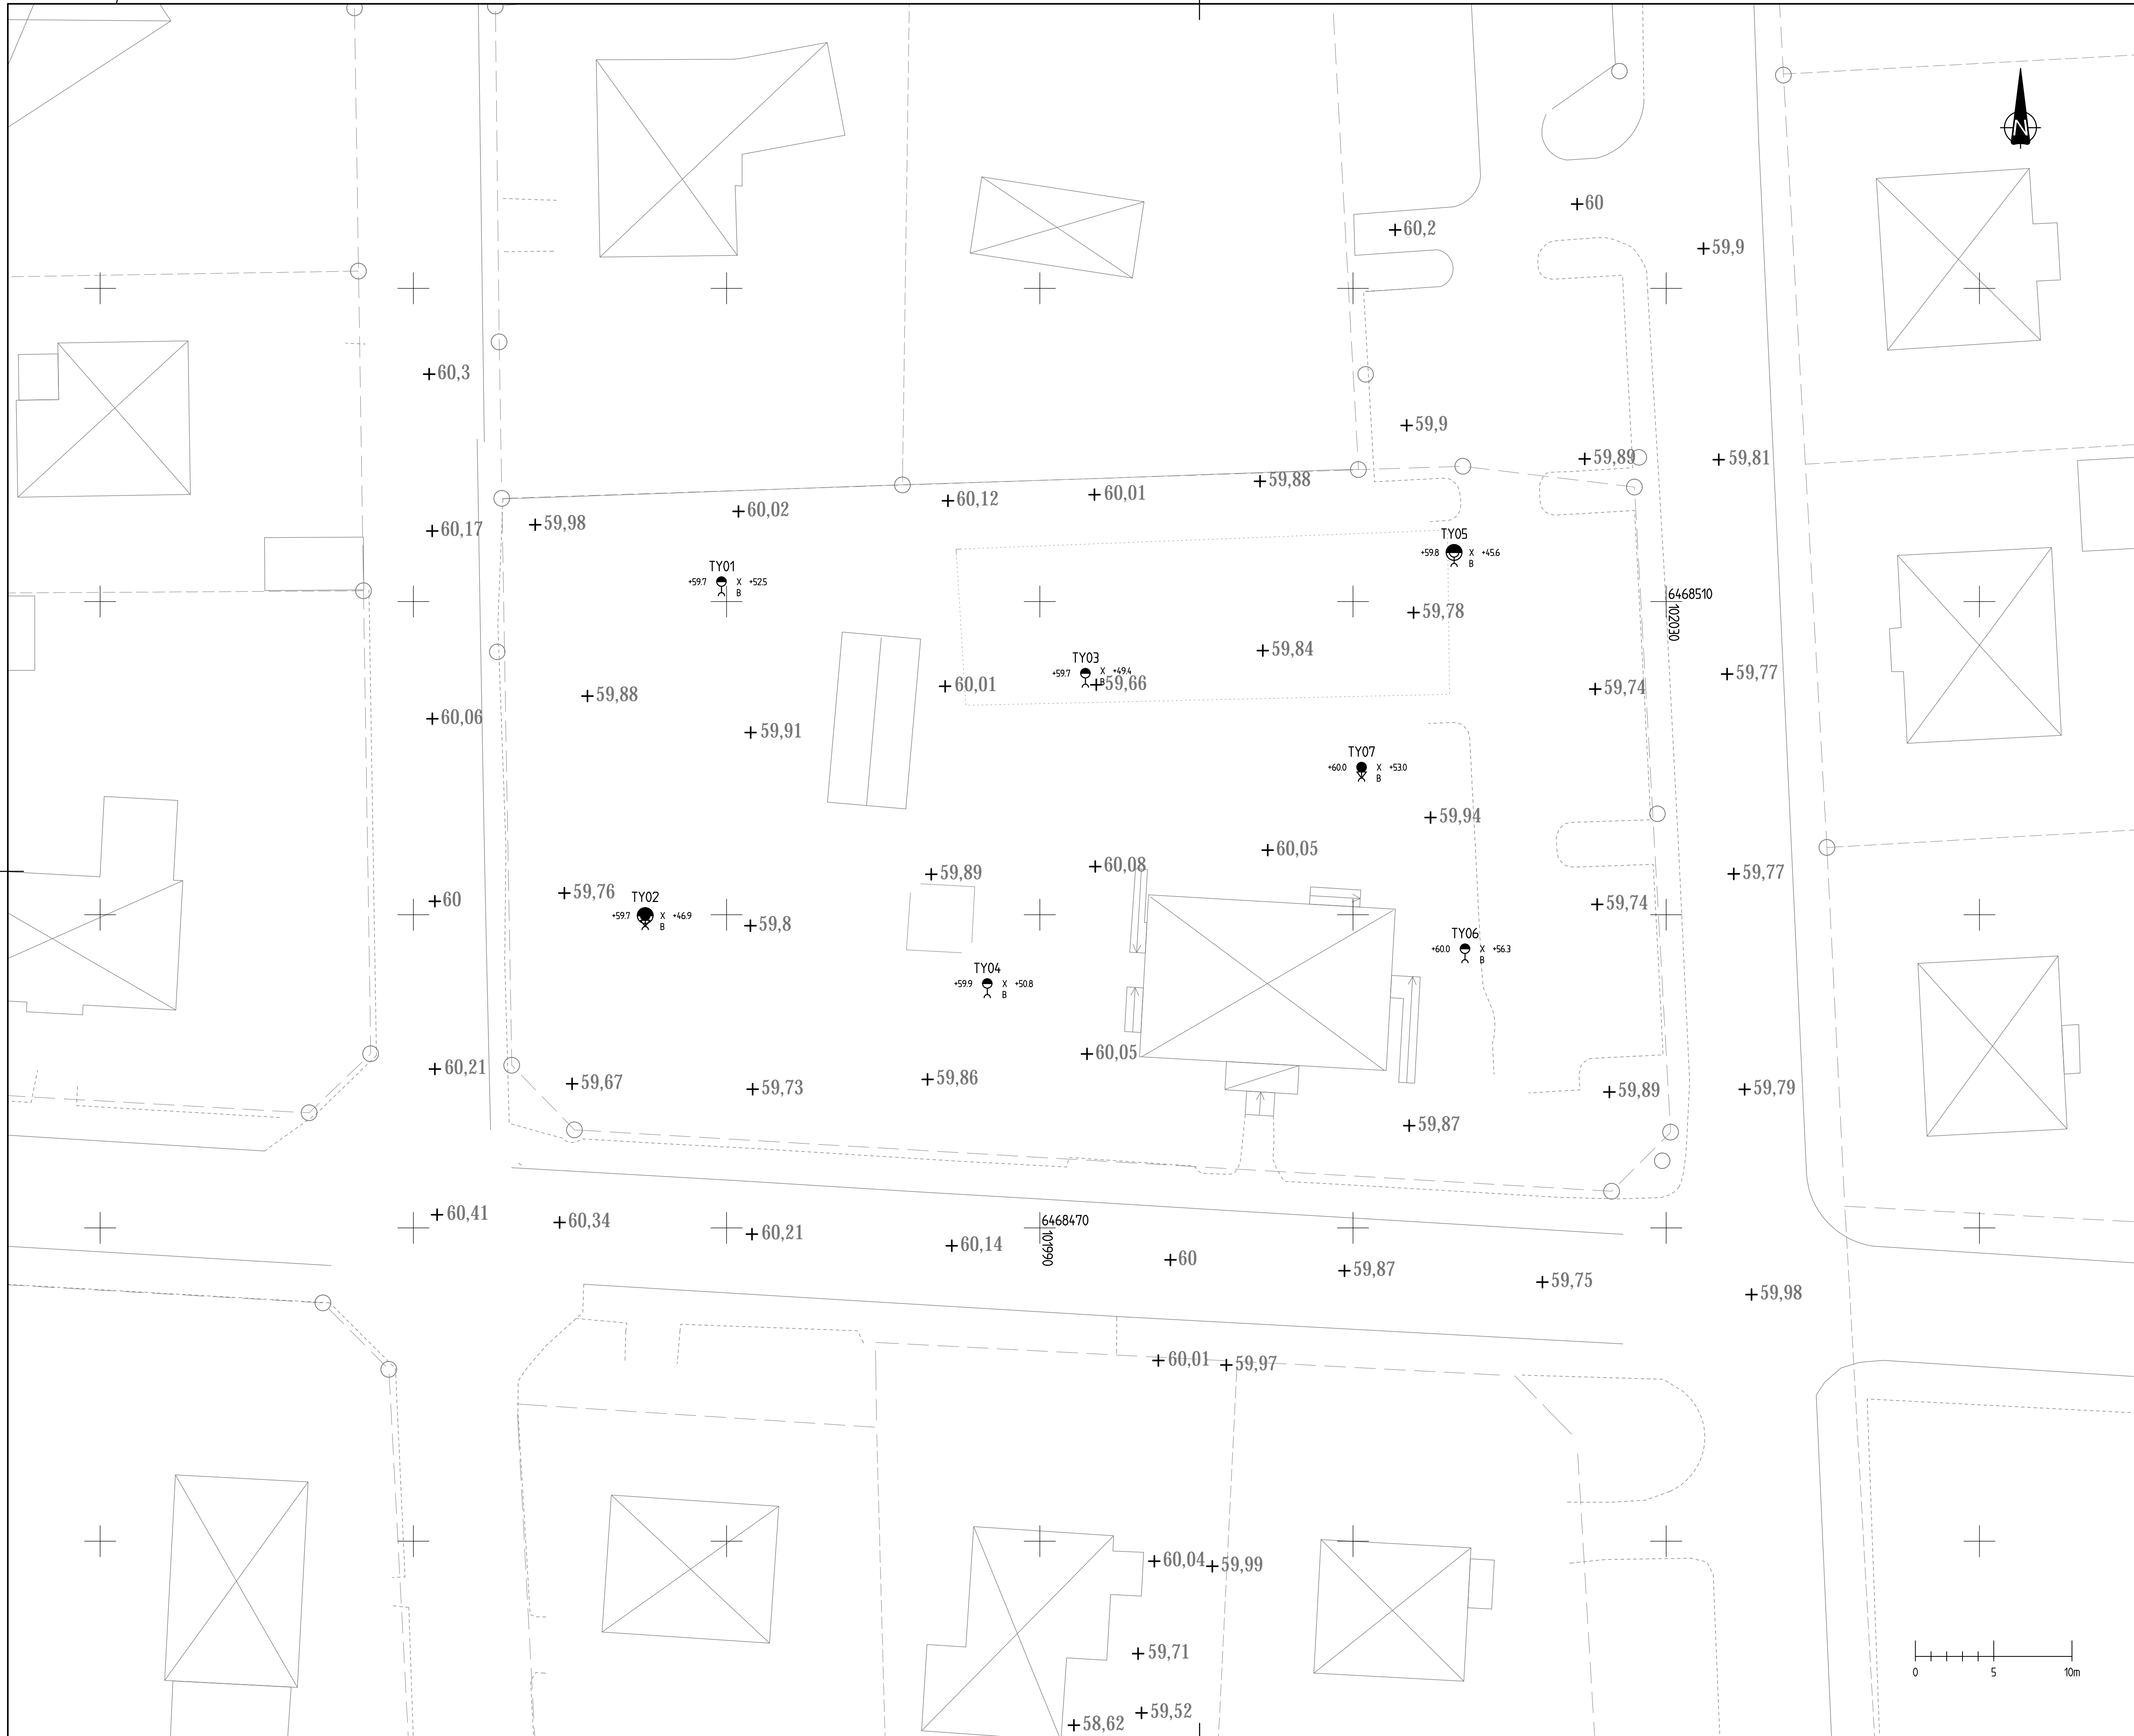 N
+60
+60,2
+59,9
+60,3
+59,9
+59,89
+59,81
+59,88
+60,12
+60,01
+60,02
+59,98
+60,17
TY05
+59.8 X +45.6
B
TY01
+59.7 X +52.5
B
6468510
102030
+59,78
+59,84
TY03
+59.7 X +49.4
B
+59,66
+60,01
+59,88
+59,74
+59,77
+60,06
+59,91
TY07
+60.0 X +53.0
B
+59,94
+60,05
+60,08
+59,89
+59,77
+59,76
+60
TY02
+59.7 X +46.9
B
+59,8
+59,74
TY06
+60.0 X +56.3
B
TY04
+59.9 X +50.8
B
+60,05
+60,21
+59,67
+59,73
+59,86
+59,89
+59,79
+59,87
+60,41
+60,34
+60,21
+60,14
6468470
101990
+60
+59,87
+59,75
+59,98
+60,01
+59,97
+60,04
+59,99
+59,71
0 5 10m
+59,52
+58,62